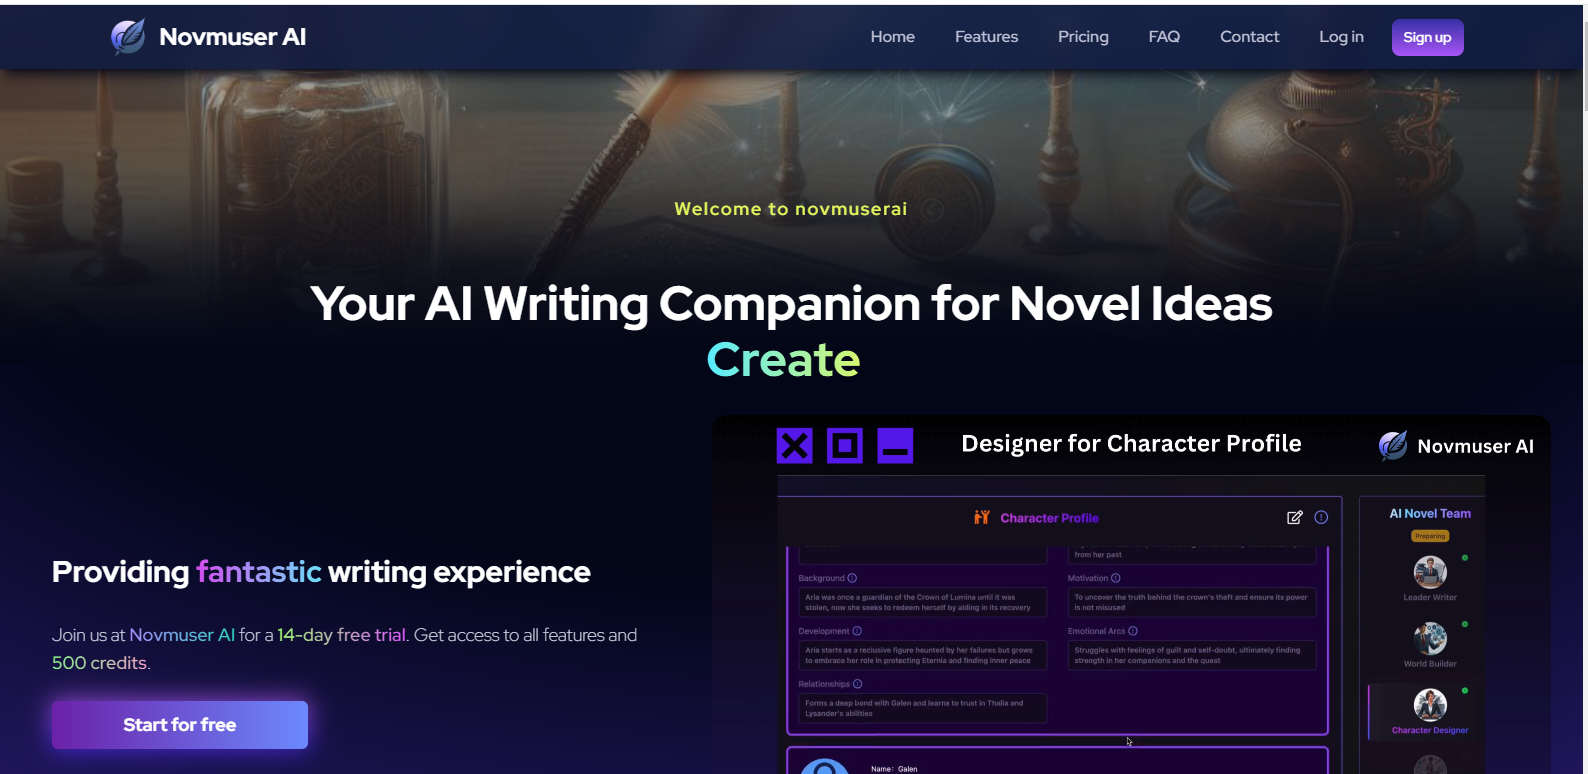 Novmuser AI
Home Features Pricing FAQ Contact Log in Sign up
Welcome to novmuserai
Your AI Writing Companion for Novel Ideas
Create
Providing fantastic writing experience
Join us at Novmuser AI for a 14-day free trial. Get access to all features and
500 credits.
Start for free
Designer for Character Profile
Novmuser AI
Character Profile
from her past
Background
Aria was once a guardian of the Crown of Lumina until it was
stolen, now she seeks to redeem herself by aiding in its recovery
Motivation
To uncover the truth behind the crown's theft and ensure its power
is not misused
Development
Aria starts as a reclusive figure haunted by her failures but grows
to embrace her role in protecting Eternia and finding inner peace
Emotional Arcs
Struggles with feelings of guilt and self-doubt, ultimately finding
strength in her companions and the quest
Relationships
Forms a deep bond with Galen and learns to trust in Thalia and
Lysander's abilities
Name: Galen
AI Novel Team
Preparing
Leader Writer
World Builder
Character Designer